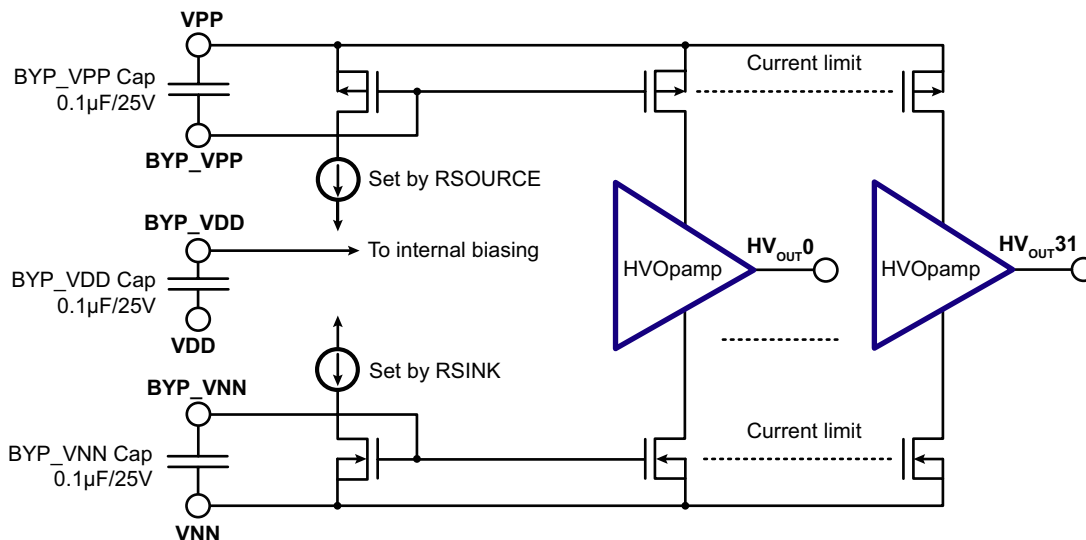 VPP
BYP_VPP Cap
0.1µF/25V
BYP_VPP
Current limit
Set by RSOURCE
BYP_VDD
To internal biasing
BYP_VDD Cap
0.1µF/25V
VDD
HVOpamp
HVOUT0
HVOpamp
HVOUT31
Set by RSINK
BYP_VNN
BYP_VNN Cap
0.1µF/25V
Current limit
VNN